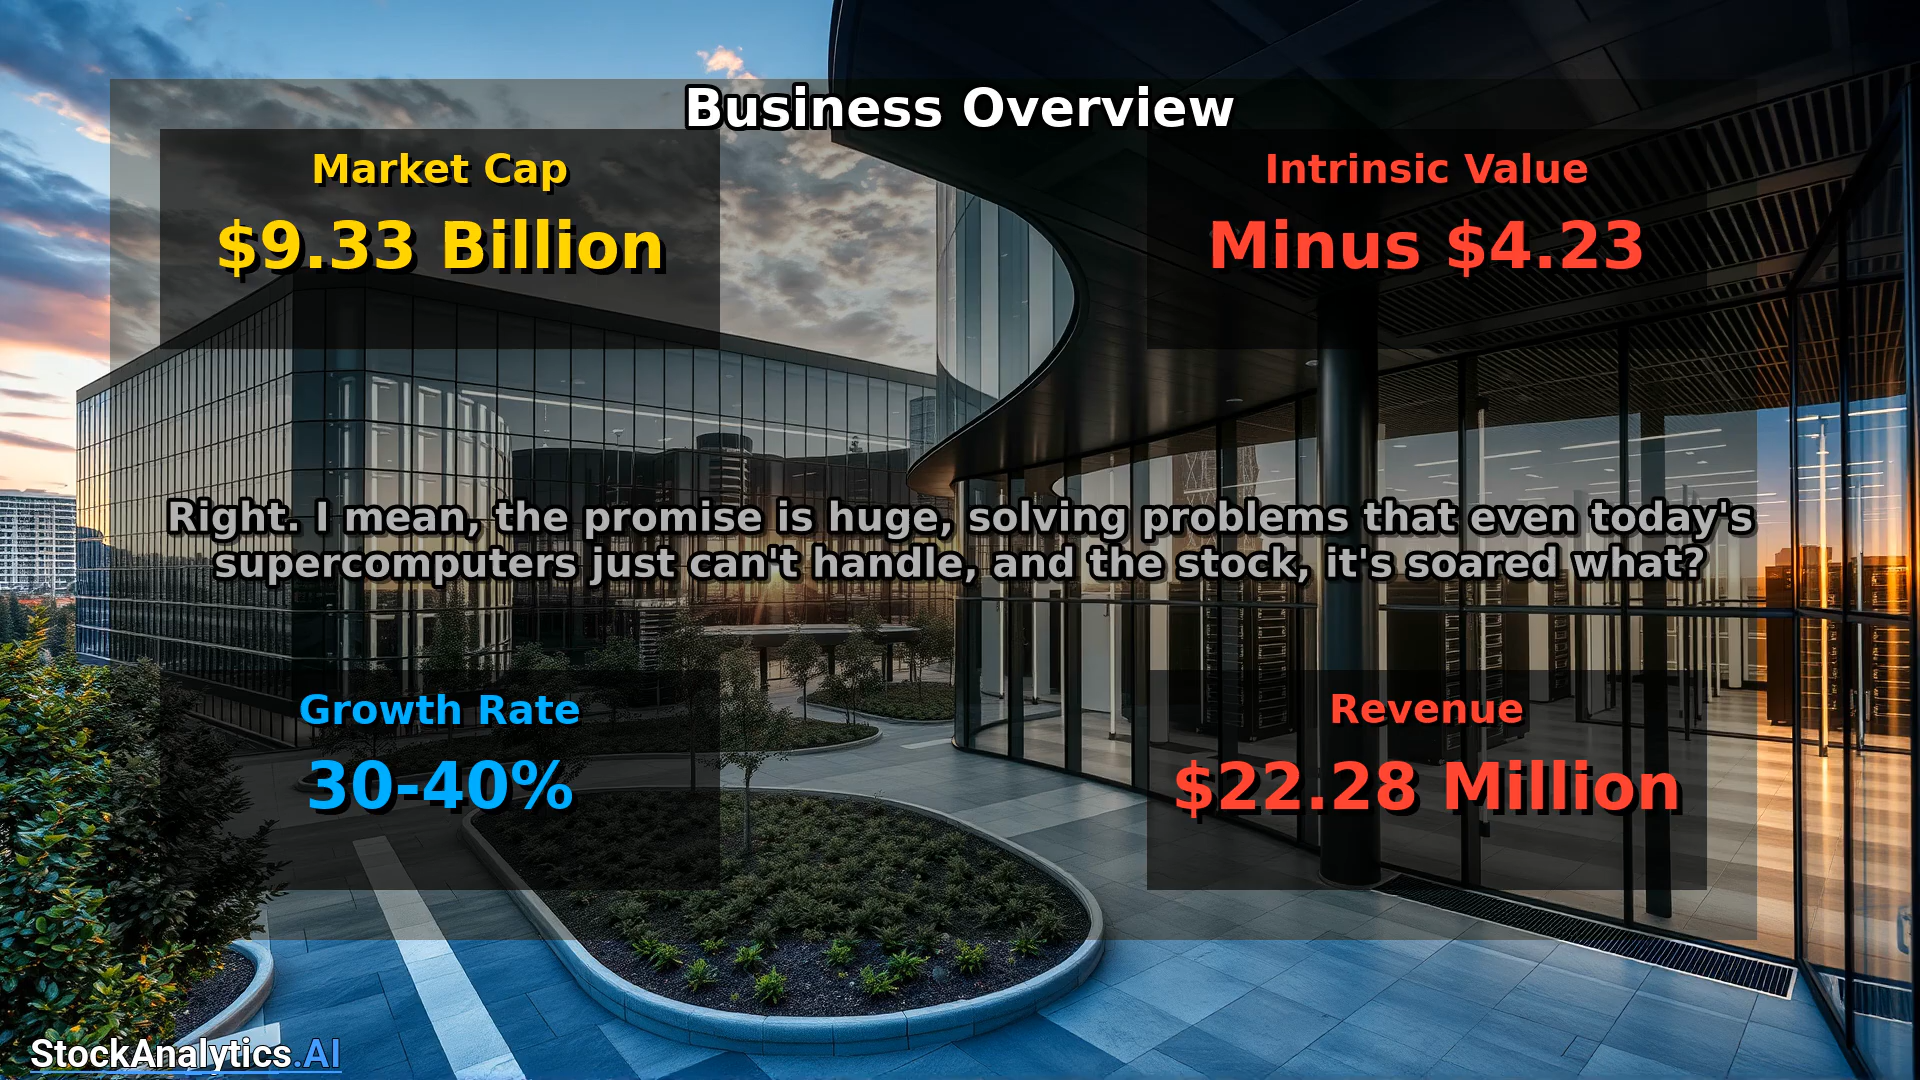 Business Overview
Market Cap
$9.33 Billion
Intrinsic Value
Minus $4.23
Right. I mean, the promise is huge, solving problems that even today's
supercomputers just can't handle, and the stock, it's soared what?
Growth Rate
30-40%
Revenue
$22.28 Million
StockAnalytics.AI